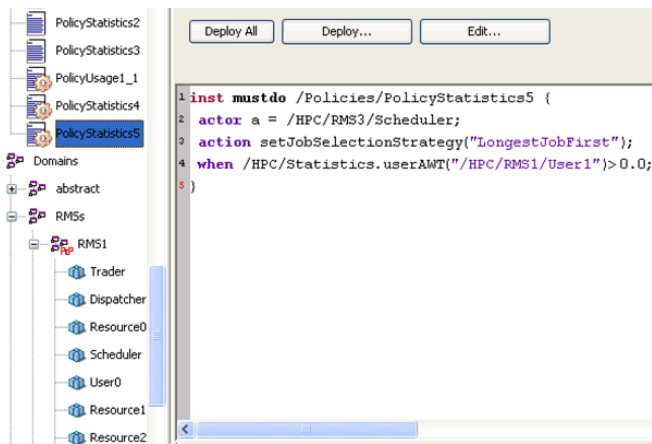 PolicyStatistics2
PolicyStatistics3
PolicyUsage1_1
PolicyStatistics4
PolicyStatistics5
Domains
abstract
RMSs
RMS1
Trader
Dispatcher
Resource0
Scheduler
User0
Resource1
Resource2
Deploy All Deploy... Edit...
1 inst mustdo /Policies/PolicyStatistics5 {
2 actor a = /HPC/RMS3/Scheduler;
3 action setJobSelectionStrategy("LongestJobFirst");
4 when /HPC/Statistics.userAWT("/HPC/RMS1/User1")>0.0;
5 }